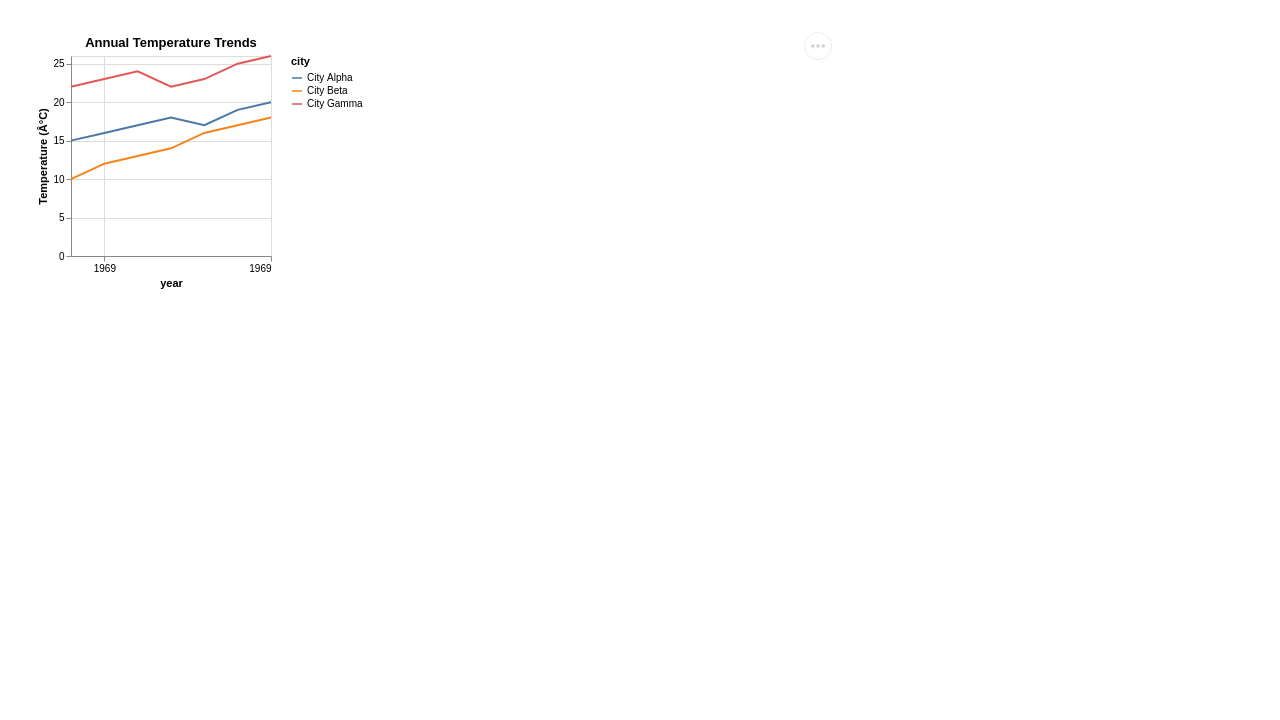 Annual Temperature Trends
Temperature (Â°C)
25
20
15
10
5
0
1969
1969
year
city
City Alpha
City Beta
City Gamma